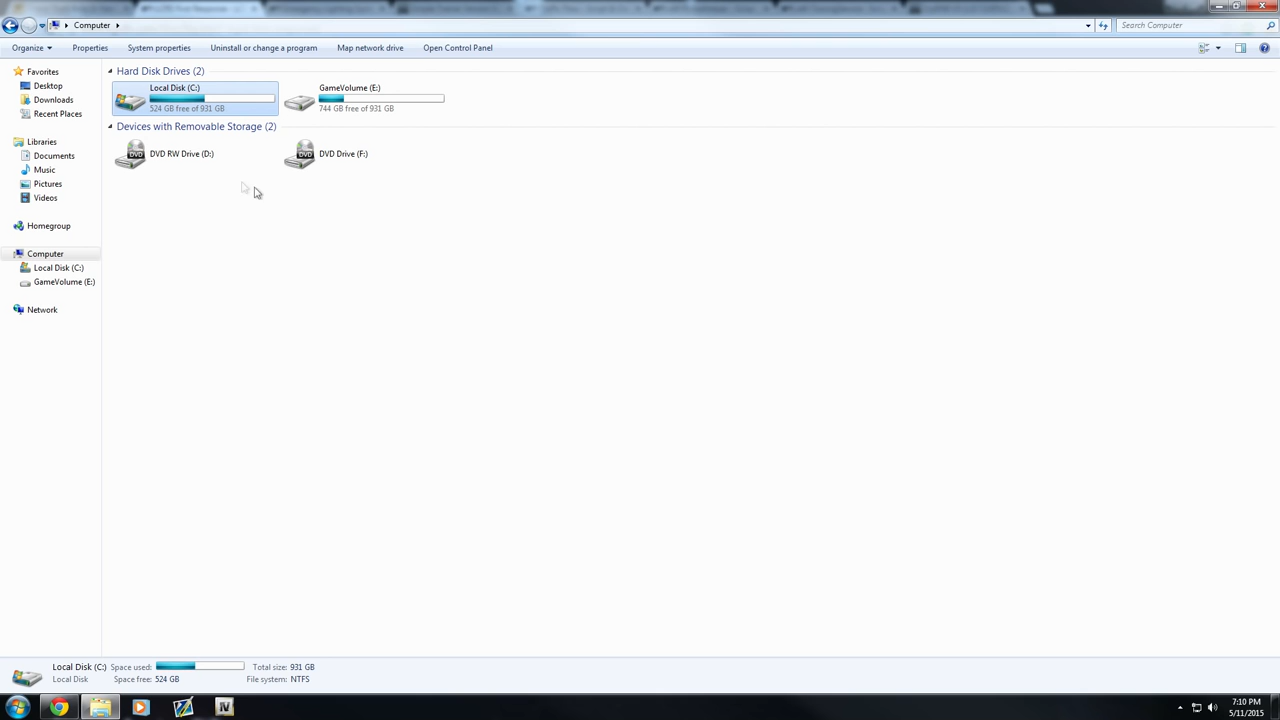 Computer
Search Computer
Organize Properties System properties Uninstall or change a program Map network drive Open Control Panel
Favorites
Desktop
Downloads
Recent Places
Libraries
Documents
Music
Pictures
Videos
Homegroup
Computer
Local Disk (C:)
GameVolume (E:)
Network
Hard Disk Drives (2)
Local Disk (C:)
524 GB free of 931 GB
GameVolume (E:)
744 GB free of 931 GB
Devices with Removable Storage (2)
DVD
DVD RW Drive (D:)
DVD
DVD Drive (F:)
Local Disk (C:) Space used: Total size: 931 GB
Local Disk Space free: 524 GB File system: NTFS
IV
7:10 PM
5/11/2015